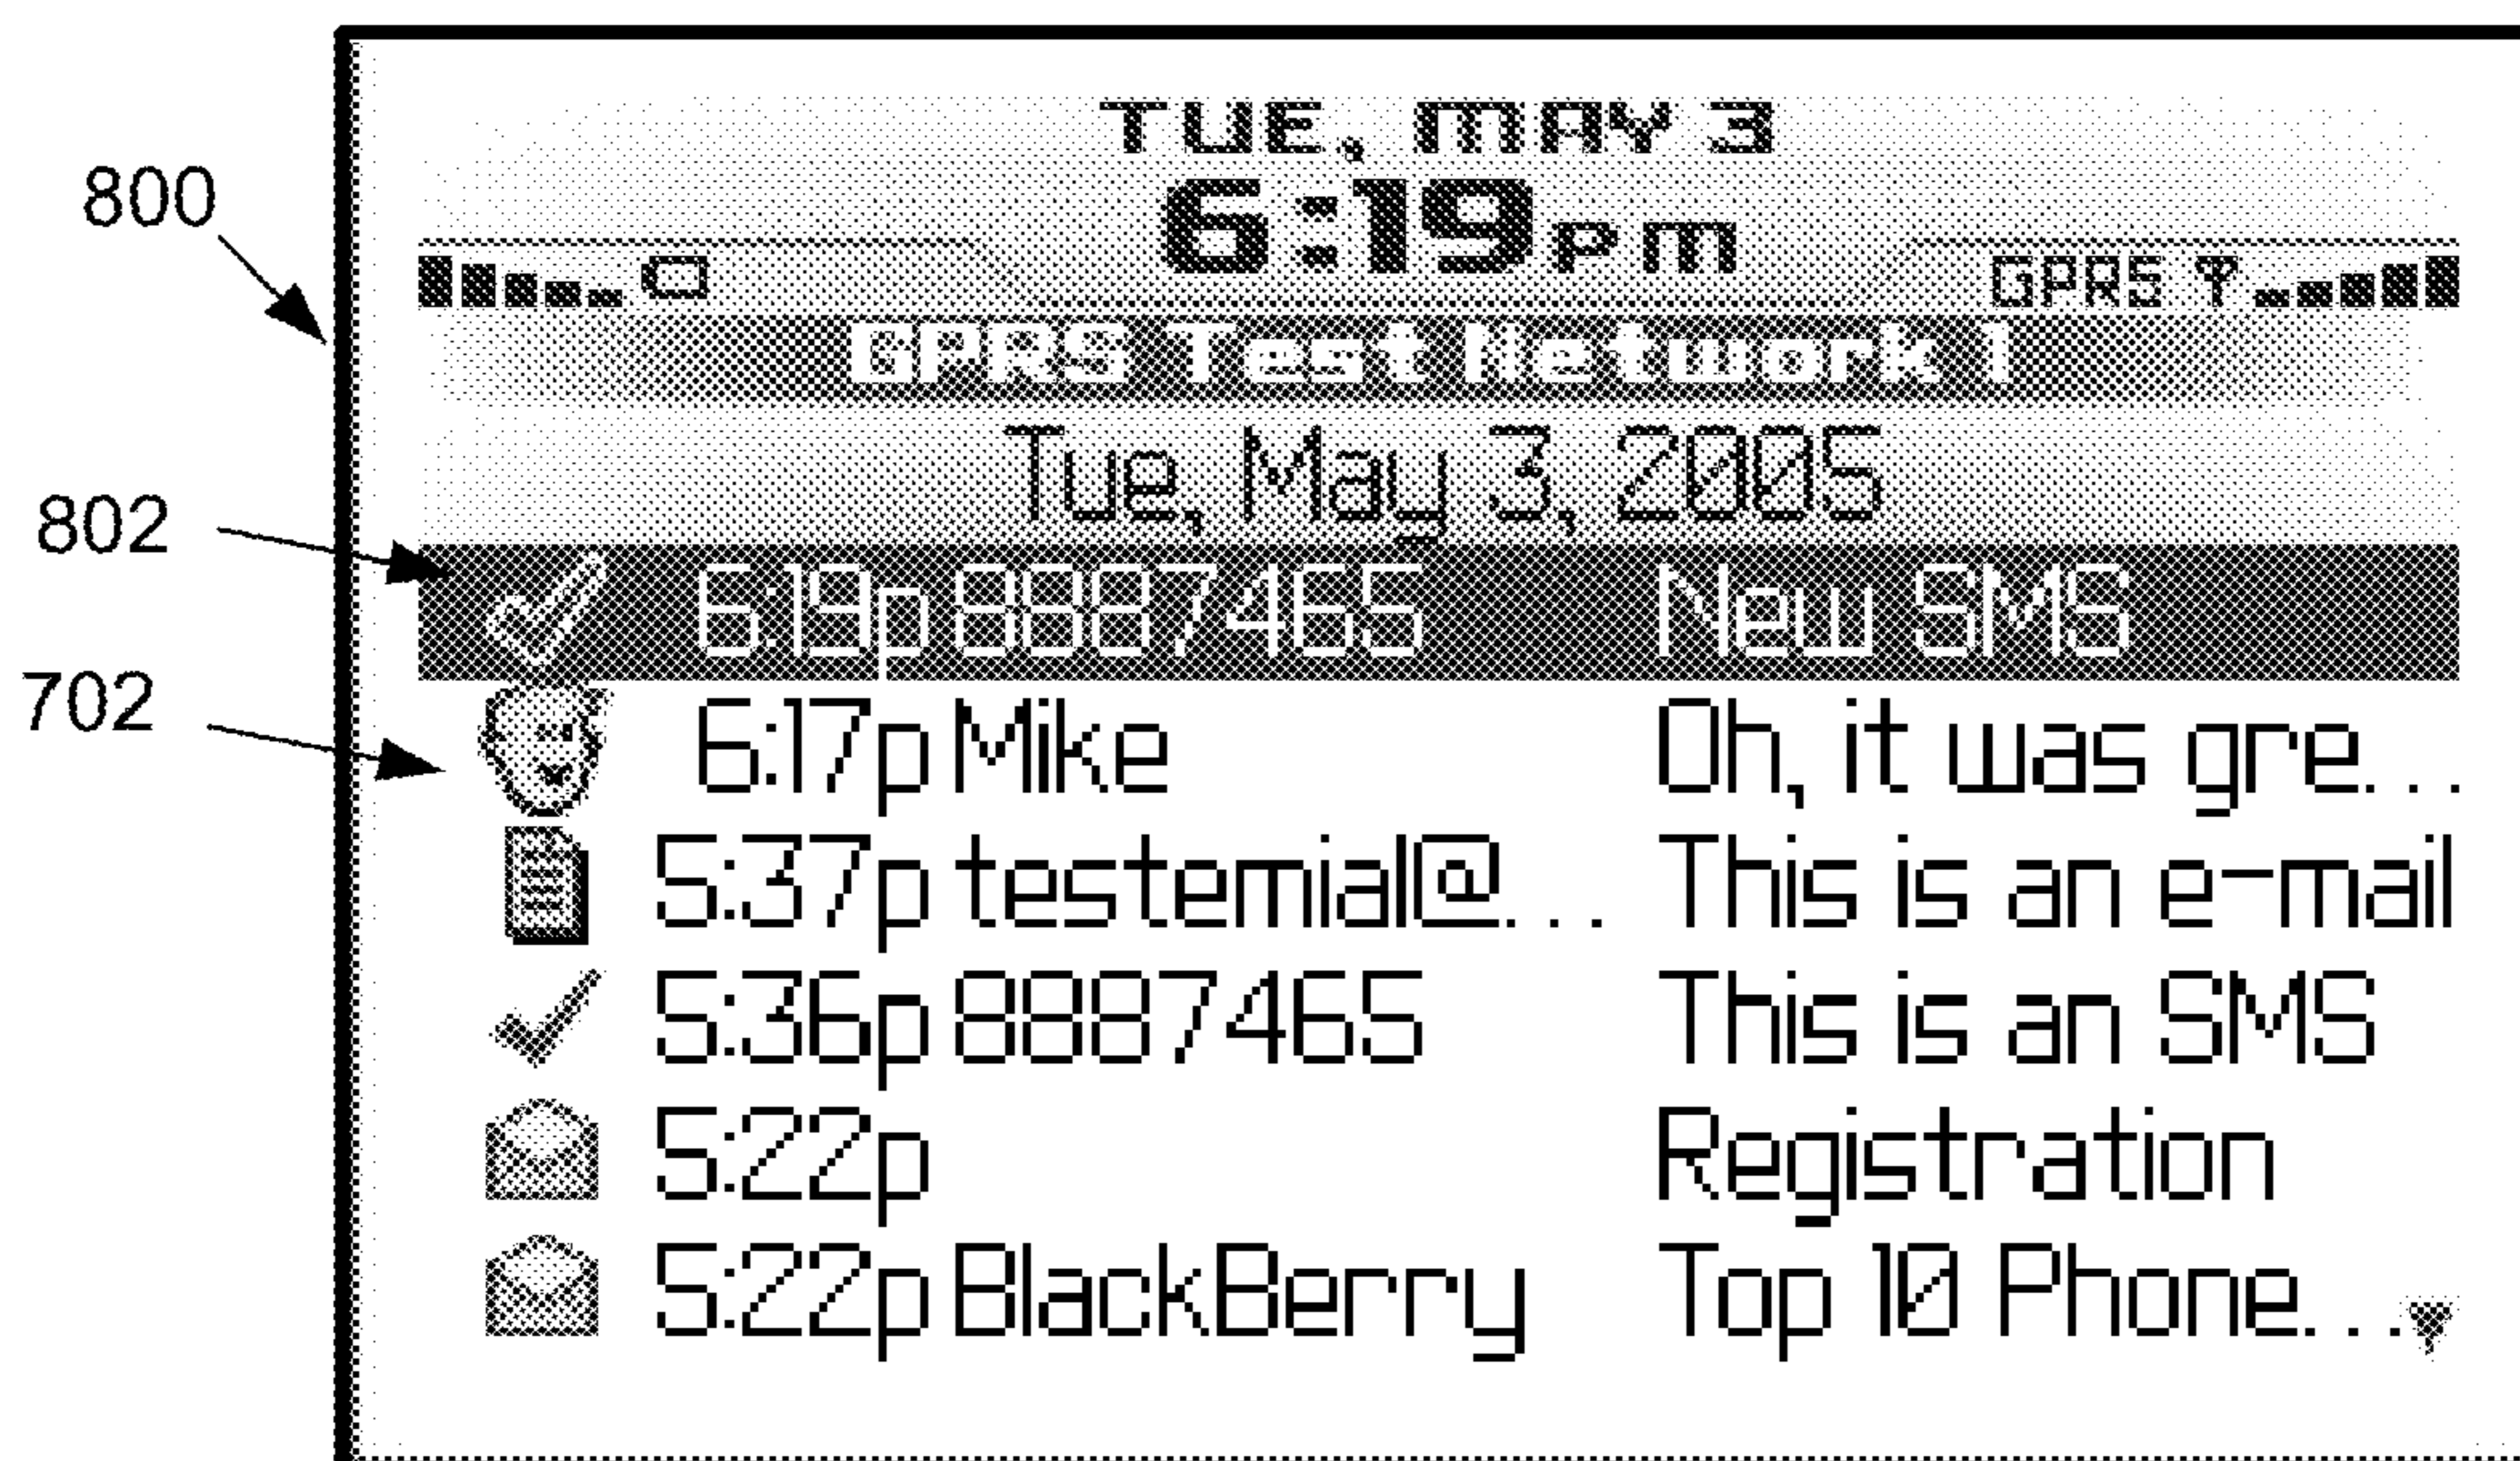 TUE, MAY 3
800
6:19PM
GPRS
GPRS Test Network 1
Tue, May 3, 2005
802
6:19p 8887465 New SMS
702
6:17p Mike Oh, it was gre...
5:37p testemial@... This is an e-mail
5:36p 8887465 This is an SMS
5:22p Registration
5:22p BlackBerry Top 10 Phone...